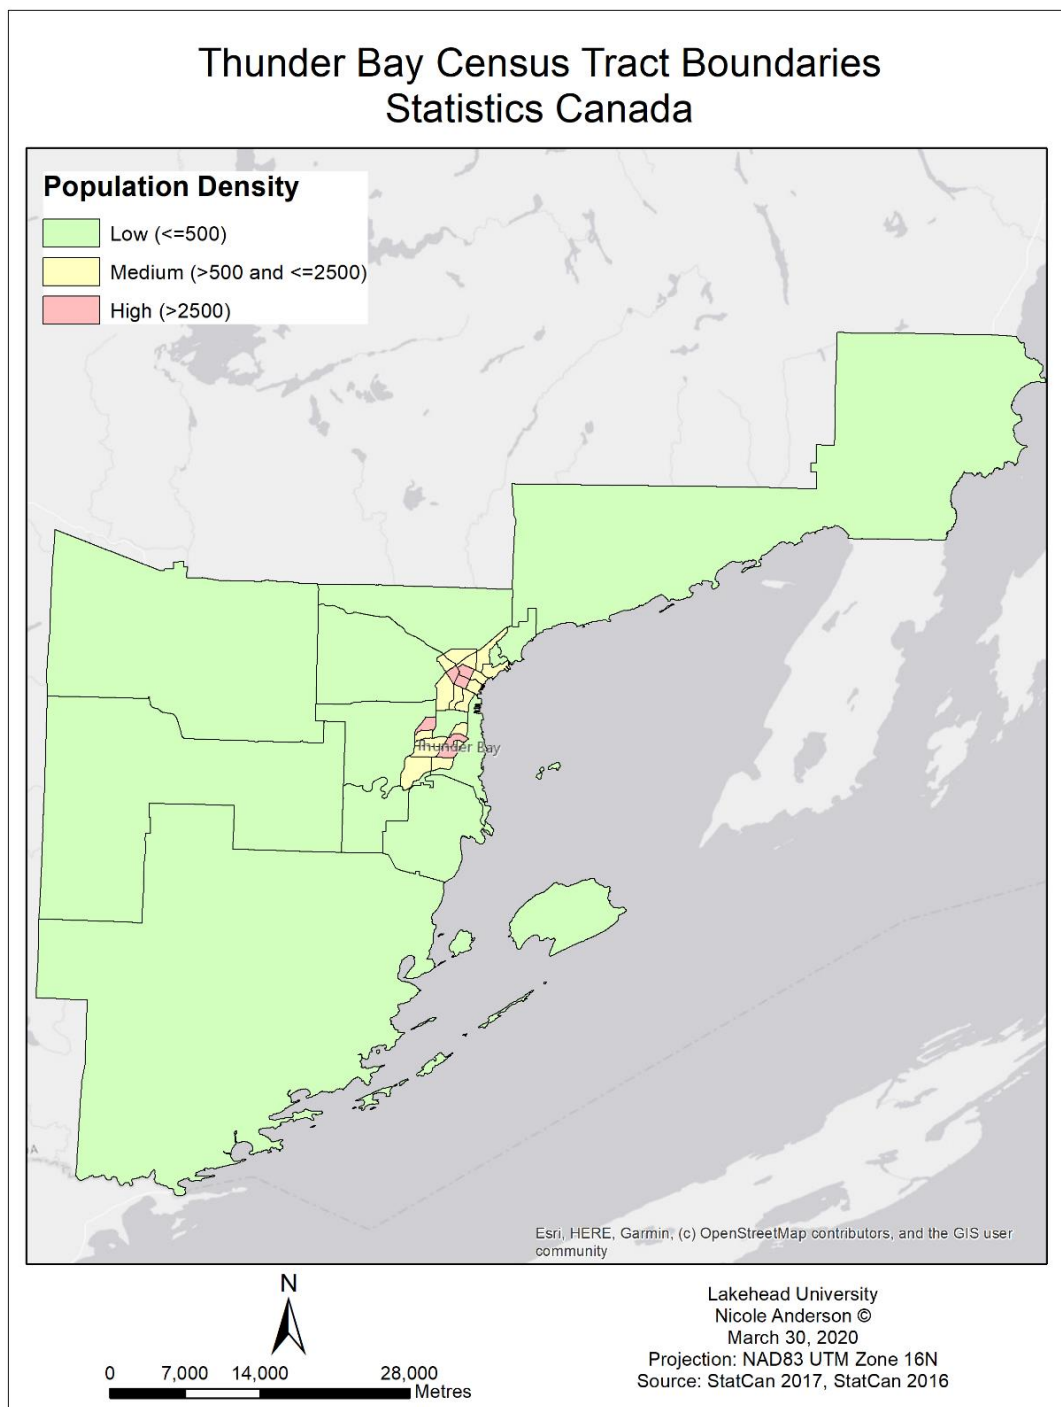 Thunder Bay Census Tract Boundaries
Statistics Canada
Population Density
Low (<=500)
Medium (>500 and <=2500)
High (>2500)
Thunder Bay
A
Esri, HERE, Garmin, (c) OpenStreetMap contributors, and the GIS user
community
N
0 7,000 14,000 28,000
Metres
Lakehead University
Nicole Anderson ©
March 30, 2020
Projection: NAD83 UTM Zone 16N
Source: StatCan 2017, StatCan 2016